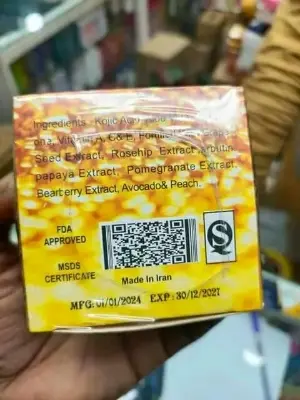 Ingredients - Kojic
Vitamin A, C& E,
Seed Extract, Rosehip Extract
papaya Extract, Pomegranate Extract
Bearberry Extract, Avocado& Peach.
FDA
APPROVED
MSDS
CERTIFICATE
Made In Iran
MFG: 01/01/2024 EXP: 30/12/2027